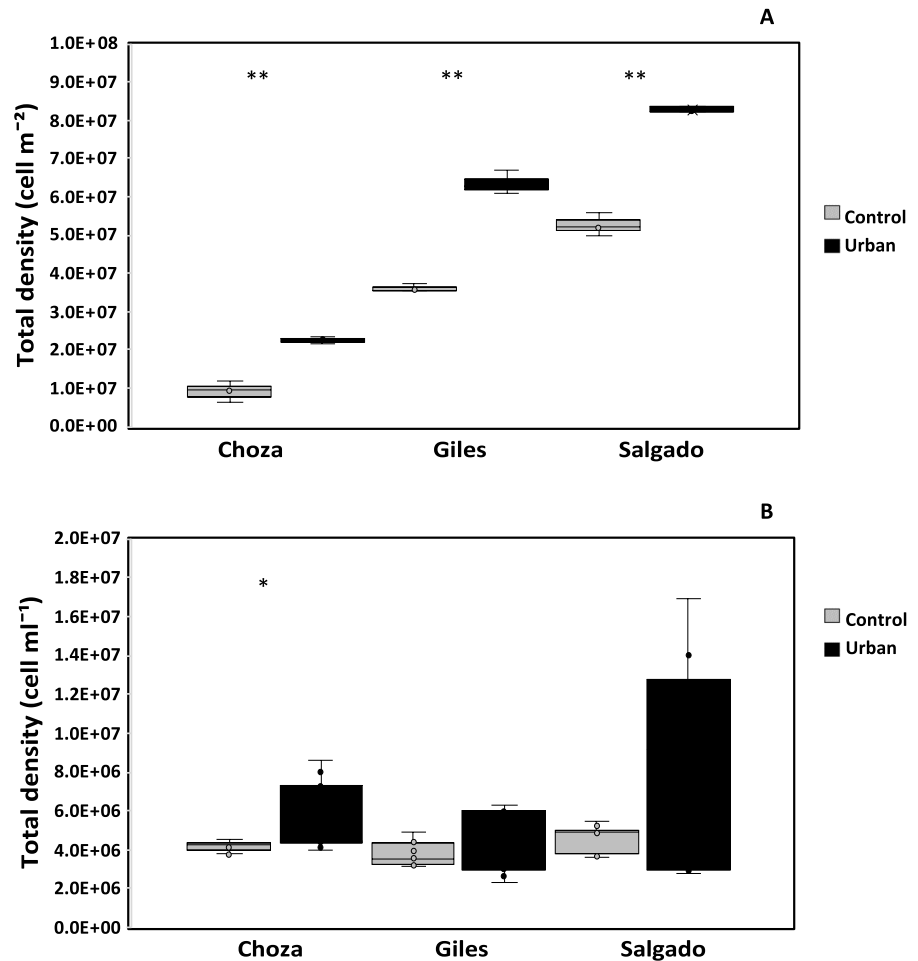 A
Total density (cell m⁻²)
1.0E+08
9.0E+07
8.0E+07
7.0E+07
6.0E+07
5.0E+07
4.0E+07
3.0E+07
2.0E+07
1.0E+07
0.0E+00
** ** **
Choza Giles Salgado
Control
Urban
B
Total density (cell ml⁻¹)
2.0E+07
1.8E+07
1.6E+07
1.4E+07
1.2E+07
1.0E+07
8.0E+06
6.0E+06
4.0E+06
2.0E+06
0.0E+00
*
Choza Giles Salgado
Control
Urban